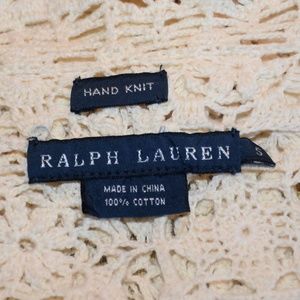 HAND KNIT
RALPH LAUREN
S
MADE IN CHINA
100% COTTON